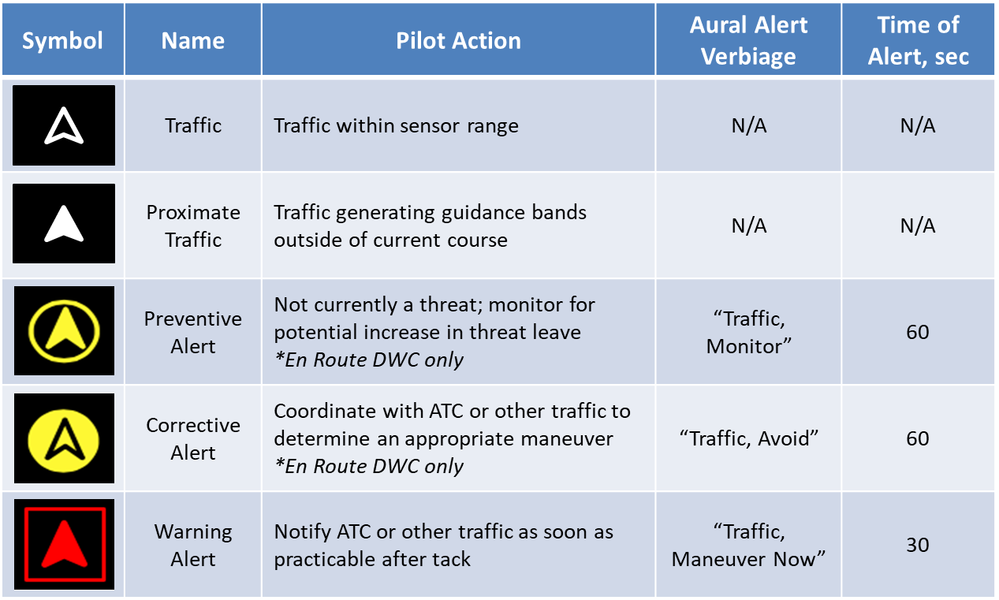 Symbol
Name
Pilot Action
Aural Alert
Verbiage
Time of
Alert, sec
Traffic
Traffic within sensor range
N/A
N/A
Proximate
Traffic
Traffic generating guidance bands
outside of current course
N/A
N/A
Preventive
Alert
Not currently a threat; monitor for
potential increase in threat leave
*En Route DWC only
“Traffic,
Monitor”
60
Corrective
Alert
Coordinate with ATC or other traffic to
determine an appropriate maneuver
*En Route DWC only
“Traffic, Avoid”
60
Warning
Alert
Notify ATC or other traffic as soon as
practicable after tack
“Traffic,
Maneuver Now”
30